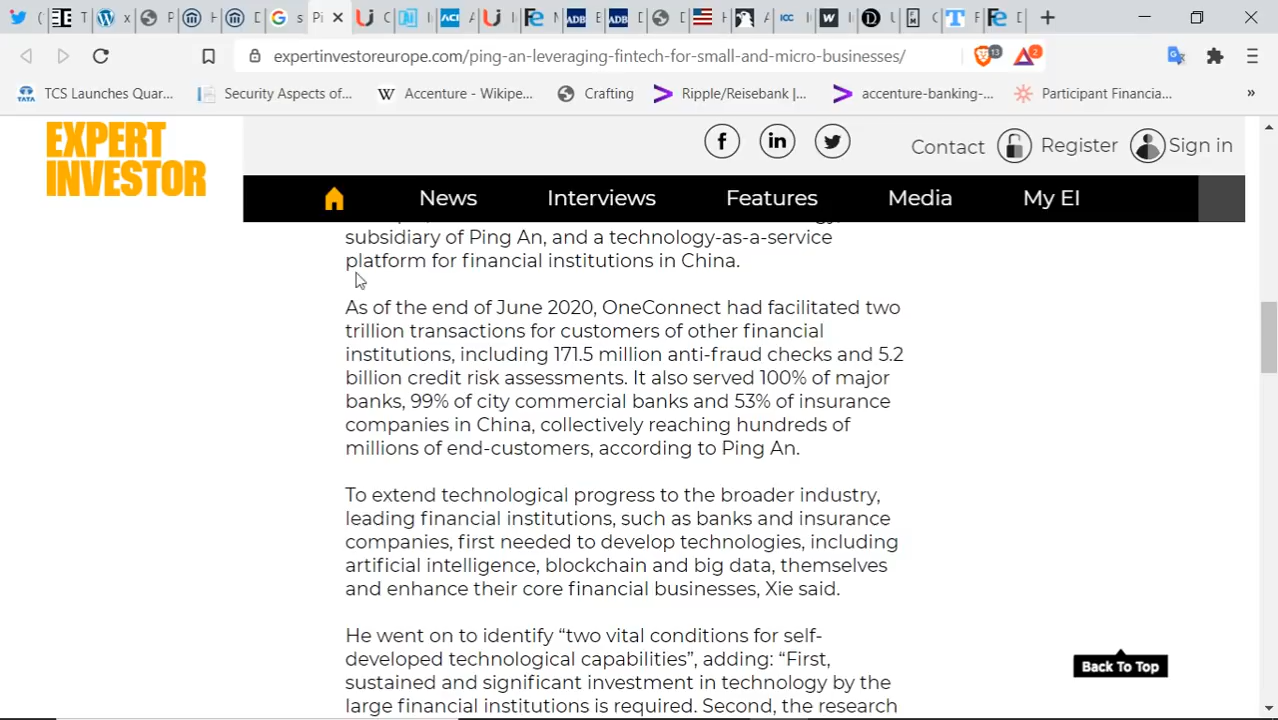 T
P
D
s
Pi
C
I
A
C
F
N
E
D
expertinvestoreurope.com/ping-an-leveraging-fintech-for-small-and-micro-businesses/
13
2
TCS Launches Quar...
Security Aspects of...
Accenture - Wikipe...
Crafting
Ripple/Reisebank |...
accenture-banking-...
Participant Financia...
»
EXPERT
INVESTOR
Contact
Register
Sign in
News
Interviews
Features
Media
My EI
subsidiary of Ping An, and a technology-as-a-service
platform for financial institutions in China.
As of the end of June 2020, OneConnect had facilitated two
trillion transactions for customers of other financial
institutions, including 171.5 million anti-fraud checks and 5.2
billion credit risk assessments. It also served 100% of major
banks, 99% of city commercial banks and 53% of insurance
companies in China, collectively reaching hundreds of
millions of end-customers, according to Ping An.
To extend technological progress to the broader industry,
leading financial institutions, such as banks and insurance
companies, first needed to develop technologies, including
artificial intelligence, blockchain and big data, themselves
and enhance their core financial businesses, Xie said.
He went on to identify “two vital conditions for self-
developed technological capabilities”, adding: “First,
sustained and significant investment in technology by the
large financial institutions is required. Second, the research
Back To Top